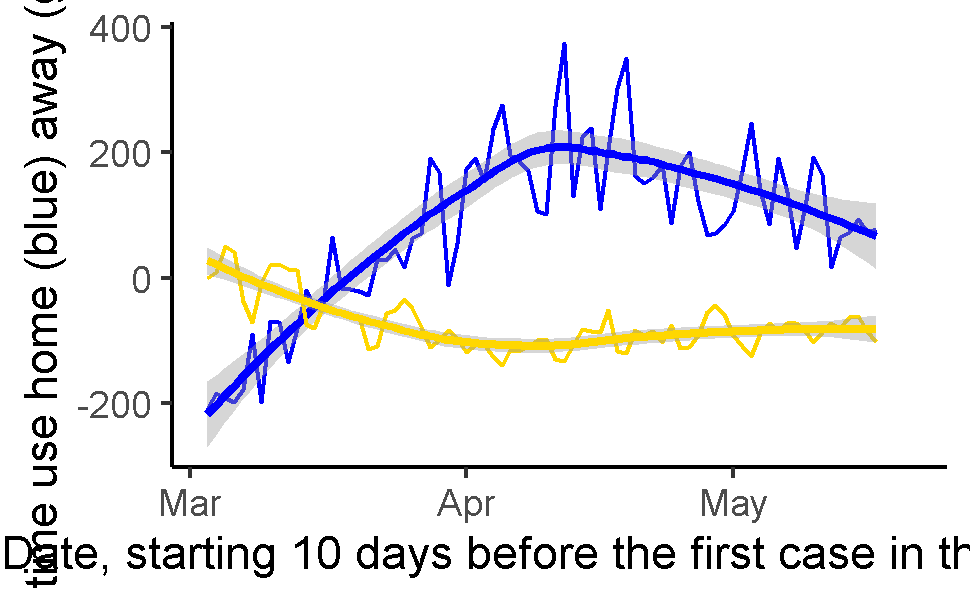 400
200
0
-200
time use home (blue) away (
Mar Apr May
Date, starting 10 days before the first case in th